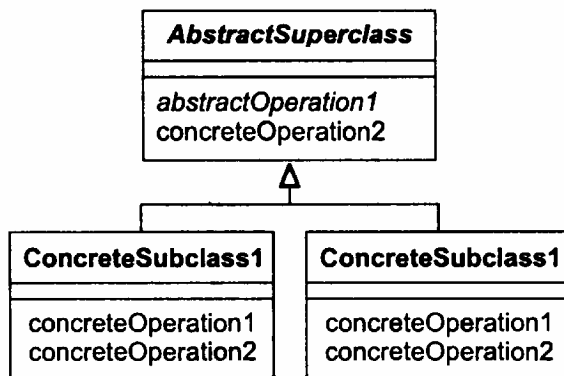 AbstractSuperclass
abstractOperation1
concreteOperation2
ConcreteSubclass1
concreteOperation1
concreteOperation2
ConcreteSubclass1
concreteOperation1
concreteOperation2